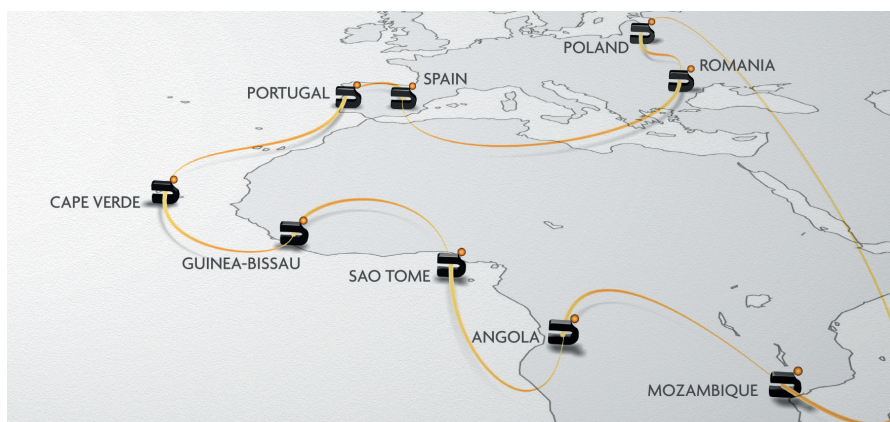 POLAND
ROMANIA
SPAIN
PORTUGAL
CAPE VERDE
GUINEA-BISSAU
SAO TOME
ANGOLA
MOZAMBIQUE